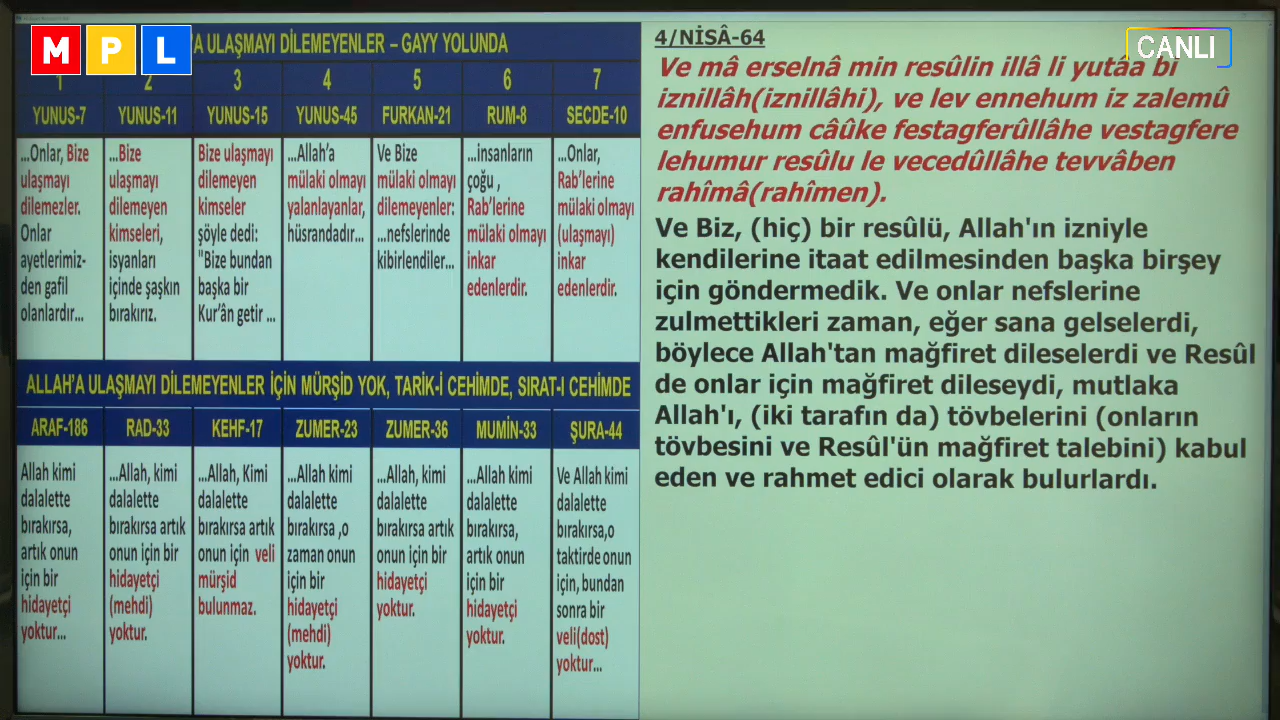 MPL
'A ULAŞMAYI DİLEMEYENLER – GAYY YOLUNDA
1 2 3 4 5 6 7
YUNUS-7 YUNUS-11 YUNUS-15 YUNUS-45 FURKAN-21 RUM-8 SECDE-10
...Onlar, Bize
ulaşmayı
dilemezler.
Onlar
ayetlerimiz-
den gafil
olanlardır...
...Bize
ulaşmayı
dilemeyen
kimseleri,
isyanları
içinde şaşkın
bırakırız.
Bize ulaşmayı
dilemeyen
kimseler
şöyle dedi:
"Bize bundan
başka bir
Kur'ân getir ...
...Allah'a
mülaki olmayı
yalanlayanlar,
hüsrandadır...
Ve Bize
mülaki olmayı
dilemeyenler:
...nefslerinde
kibirlendiler...
...insanların
çoğu ,
Rab'lerine
mülaki olmayı
inkar
edenlerdir.
...Onlar,
Rab'lerine
mülaki olmayı
(ulaşmayı)
inkar
edenlerdir.
ALLAH'A ULAŞMAYI DİLEMEYENLER İÇİN MÜRŞİD YOK, TARİK-İ CEHİMDE, SIRAT-I CEHİMDE
ARAF-186 RAD-33 KEHF-17 ZUMER-23 ZUMER-36 MUMİN-33 ŞURA-44
Allah kimi
dalalette
bırakırsa,
artık onun
için bir
hidayetçi
yoktur...
...Allah, kimi
dalalette
bırakırsa artık
onun için bir
hidayetçi
(mehdi)
yoktur.
...Allah, Kimi
dalalette
bırakırsa artık
onun için veli
mürşid
bulunmaz.
...Allah kimi
dalalette
bırakırsa ,o
zaman onun
için bir
hidayetçi
(mehdi)
yoktur.
...Allah, kimi
dalalette
bırakırsa artık
onun için bir
hidayetçi
yoktur.
...Allah kimi
dalalette
bırakırsa,
artık onun
için bir
hidayetçi
yoktur.
Ve Allah kimi
dalalette
bırakırsa,o
taktirde onun
için, bundan
sonra bir
veli(dost)
yoktur...
4/NİSÂ-64
CANLI
Ve mâ erselnâ min resûlin illâ li yutâa bi
iznillâh(iznillâhi), ve lev ennehum iz zalemû
enfusehum câûke festagferûllâhe vestagfere
lehumur resûlu le vecedûllâhe tevvâben
rahîmâ(rahîmen).
Ve Biz, (hiç) bir resûlü, Allah'ın izniyle
kendilerine itaat edilmesinden başka birşey
için göndermedik. Ve onlar nefslerine
zulmettikleri zaman, eğer sana gelselerdi,
böylece Allah'tan mağfiret dileselerdi ve Resûl
de onlar için mağfiret dileseydi, mutlaka
Allah'ı, (iki tarafın da) tövbelerini (onların
tövbesini ve Resûl'ün mağfiret talebini) kabul
eden ve rahmet edici olarak bulurlardı.